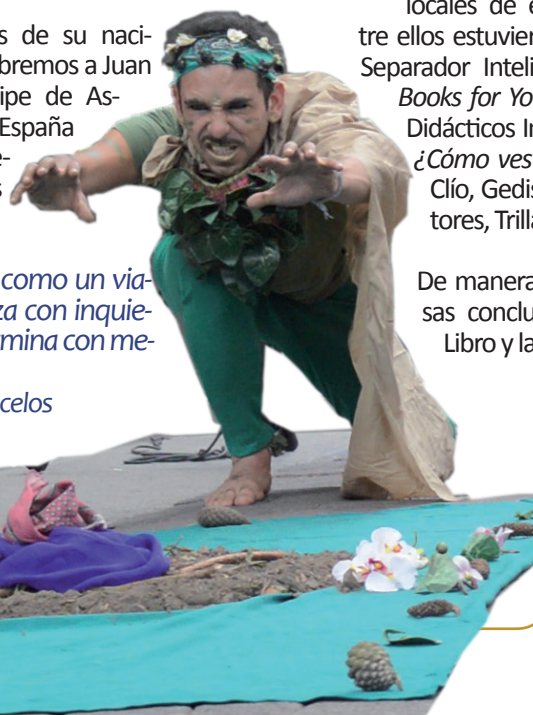 s de su naci-
bremos a Juan
ipe de As-
España
e-
s
como un via-
za con inquie-
rmina con me-
celos
locales de e
tre ellos estuvier
Separador Inteli
Books for Yo
Didácticos In
¿Cómo ves
Clío, Gedis
tores, Trilla
De manera
sas conclu
Libro y la